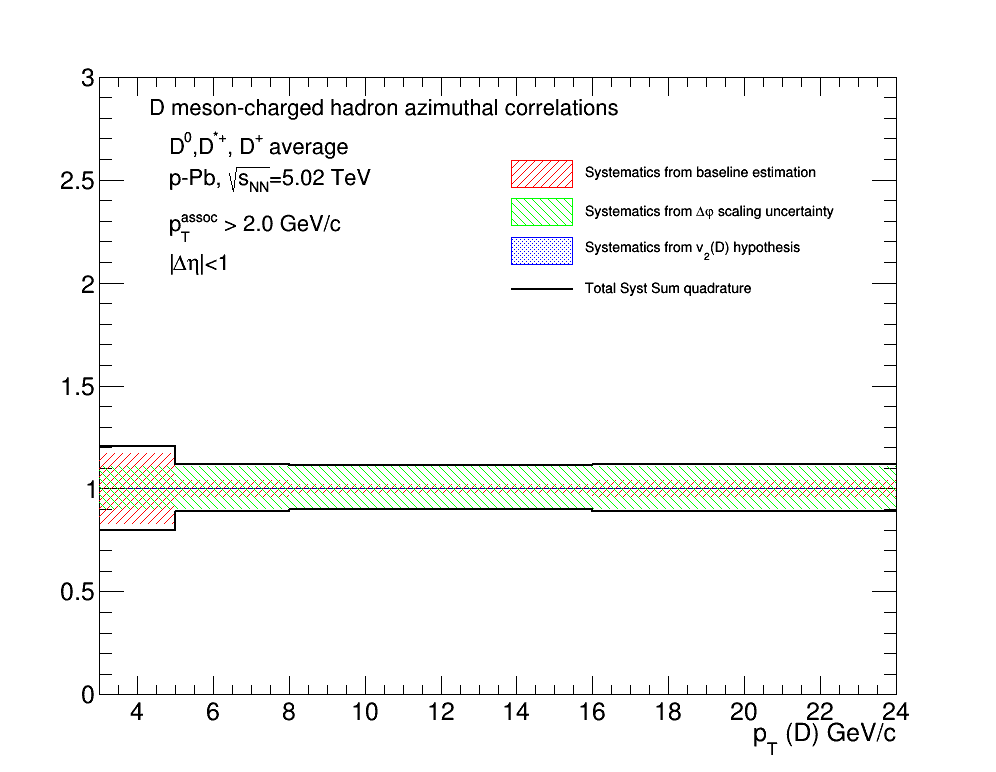 D meson-charged hadron azimuthal correlations
D⁰,D*⁺, D⁺ average
p-Pb, √sNN=5.02 TeV
pTassoc > 2.0 GeV/c
|Δη|<1
Systematics from baseline estimation
Systematics from Δφ scaling uncertainty
Systematics from v₂(D) hypothesis
Total Syst Sum quadrature
3
2.5
2
1.5
1
0.5
0
4 6 8 10 12 14 16 18 20 22 24
pT (D) GeV/c